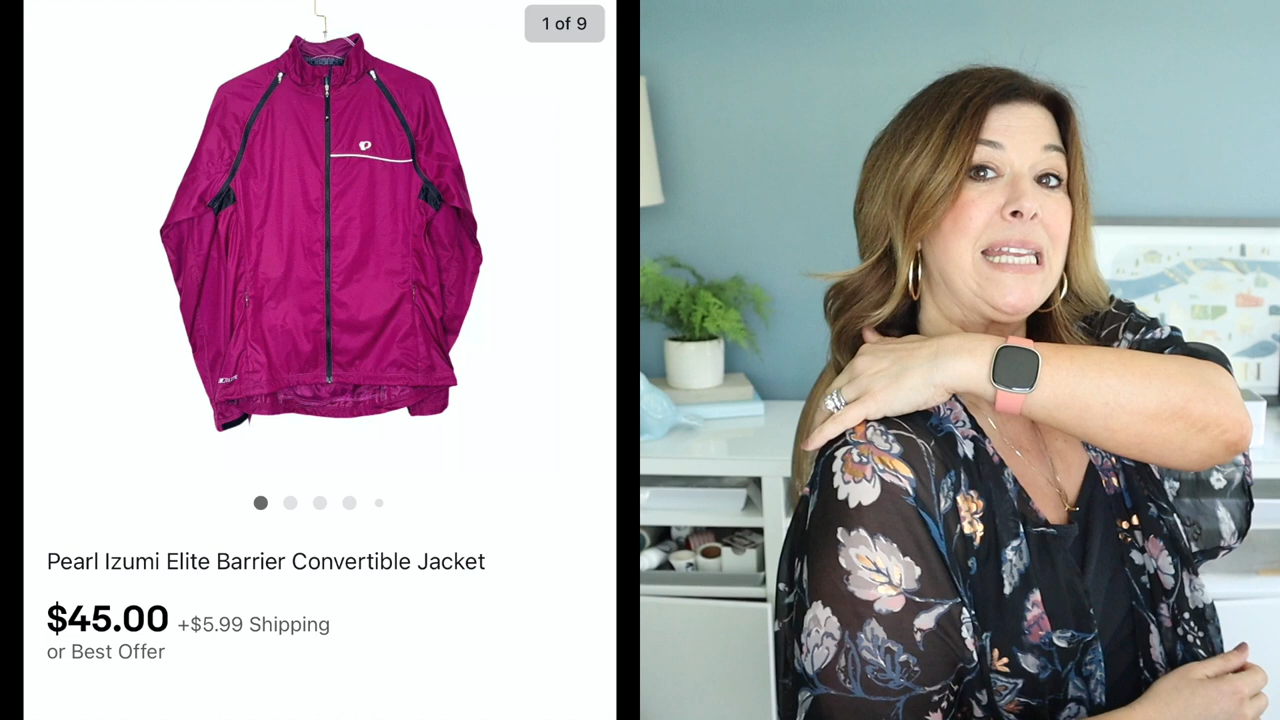 1 of 9
Pearl Izumi Elite Barrier Convertible Jacket
$45.00 +$5.99 Shipping
or Best Offer